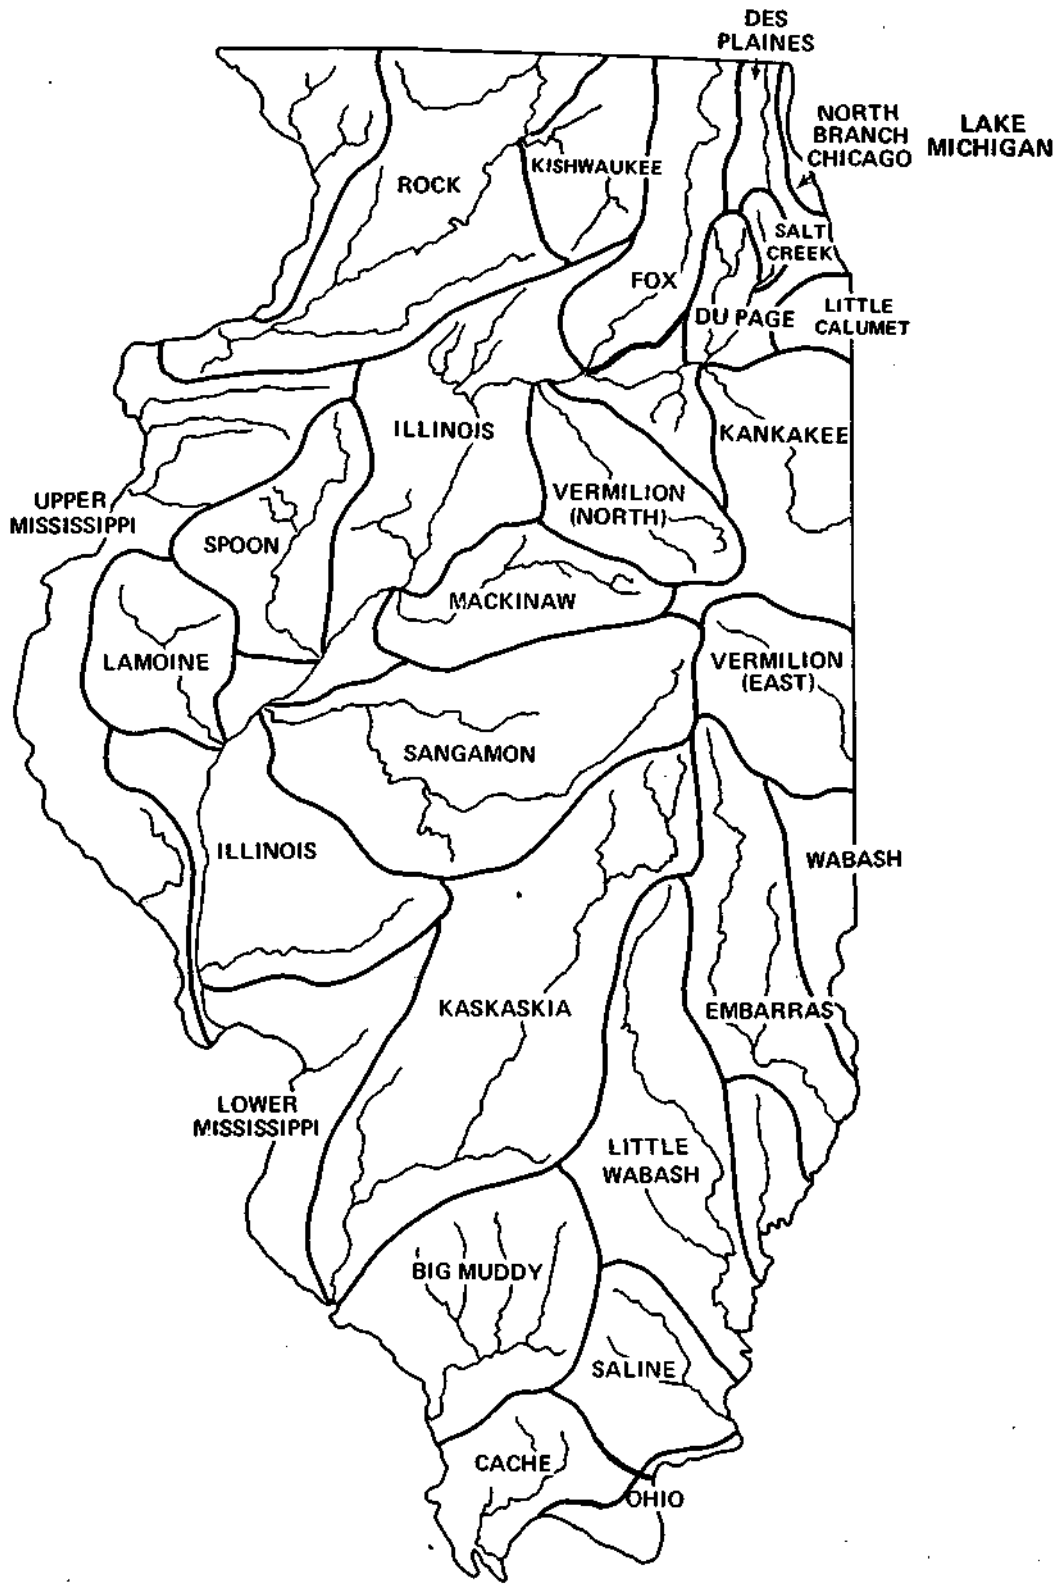 DES
PLAINES
NORTH
BRANCH
CHICAGO
LAKE
MICHIGAN
ROCK
KISHWAUKEE
SALT
CREEK
FOX
DU PAGE
LITTLE
CALUMET
ILLINOIS
KANKAKEE
UPPER
MISSISSIPPI
VERMILION
(NORTH)
SPOON
MACKINAW
LAMOINE
VERMILION
(EAST)
SANGAMON
ILLINOIS
WABASH
KASKASKIA
EMBARRAS
LOWER
MISSISSIPPI
LITTLE
WABASH
BIG MUDDY
SALINE
CACHE
OHIO